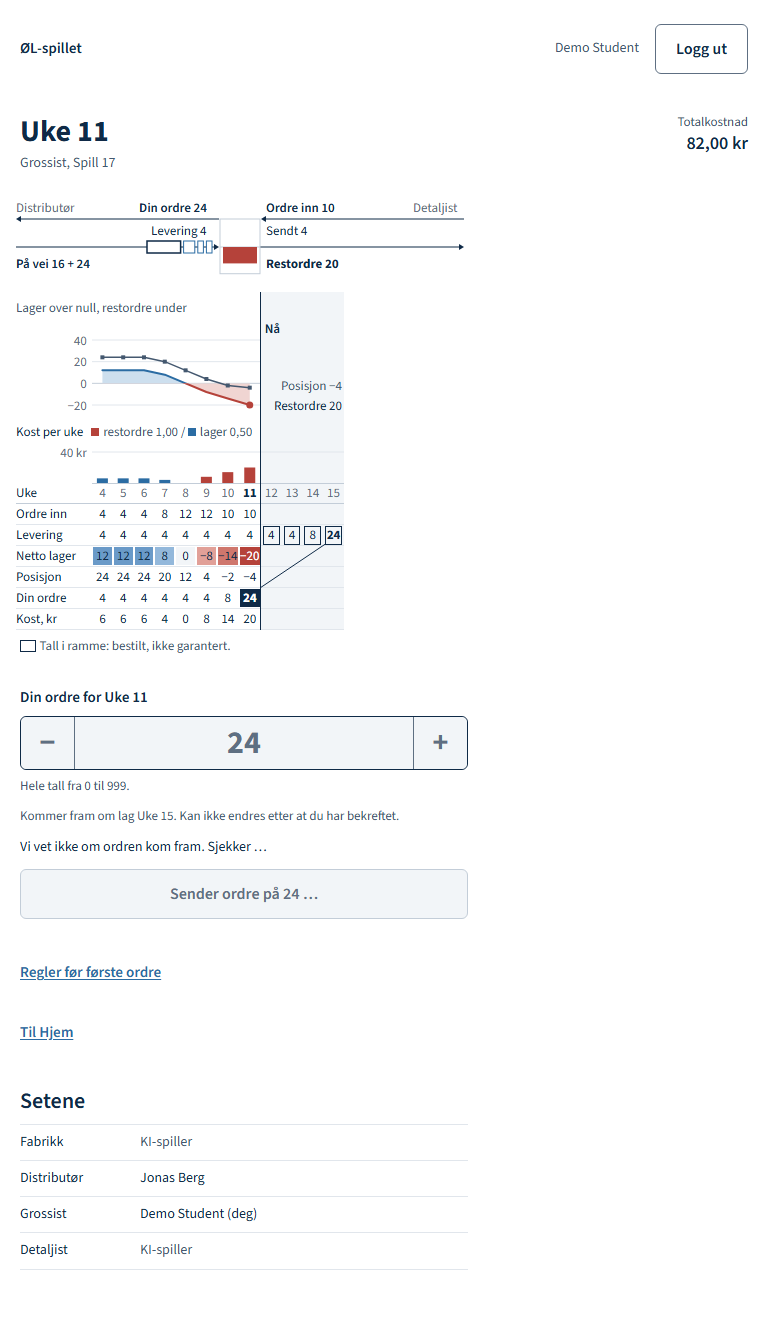 ØL-spillet
Demo Student
Logg ut
Uke 11
Totalkostnad
82,00 kr
Grossist, Spill 17
Distributør
Din ordre 24
Ordre inn 10
Detaljist
Levering 4
Sendt 4
På vei 16 + 24
Restordre 20
Lager over null, restordre under
Nå
40
20
0
−20
Posisjon −4
Restordre 20
Kost per uke restordre 1,00 / lager 0,50
40 kr
Uke 4 5 6 7 8 9 10 11 12 13 14 15
Ordre inn 4 4 4 8 12 12 10 10
Levering 4 4 4 4 4 4 4 4 4 4 8 24
Netto lager 12 12 12 8 0 −8 −14 −20
Posisjon 24 24 24 20 12 4 −2 −4
Din ordre 4 4 4 4 4 4 8 24
Kost, kr 6 6 6 4 0 8 14 20
Tall i ramme: bestilt, ikke garantert.
Din ordre for Uke 11
− 24 +
Hele tall fra 0 til 999.
Kommer fram om lag Uke 15. Kan ikke endres etter at du har bekreftet.
Vi vet ikke om ordren kom fram. Sjekker …
Sender ordre på 24 …
Regler før første ordre
Til Hjem
Setene
Fabrikk KI-spiller
Distributør Jonas Berg
Grossist Demo Student (deg)
Detaljist KI-spiller